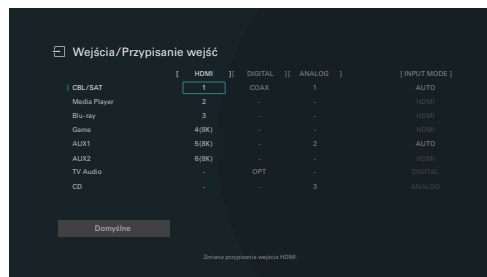 Wejścia/Przypisanie wejść
[ HDMI ][ DIGITAL ][ ANALOG ] [ INPUT MODE ]
CBL/SAT 1 COAX 1 AUTO
Media Player 2 - - HDMI
Blu-ray 3 - - HDMI
Game 4(8K) - - HDMI
AUX1 5(8K) - 2 AUTO
AUX2 6(8K) - - HDMI
TV Audio - OPT - DIGITAL
CD - - 3 ANALOG
Domyślne
Zmiana przypisania wejścia HDMI.